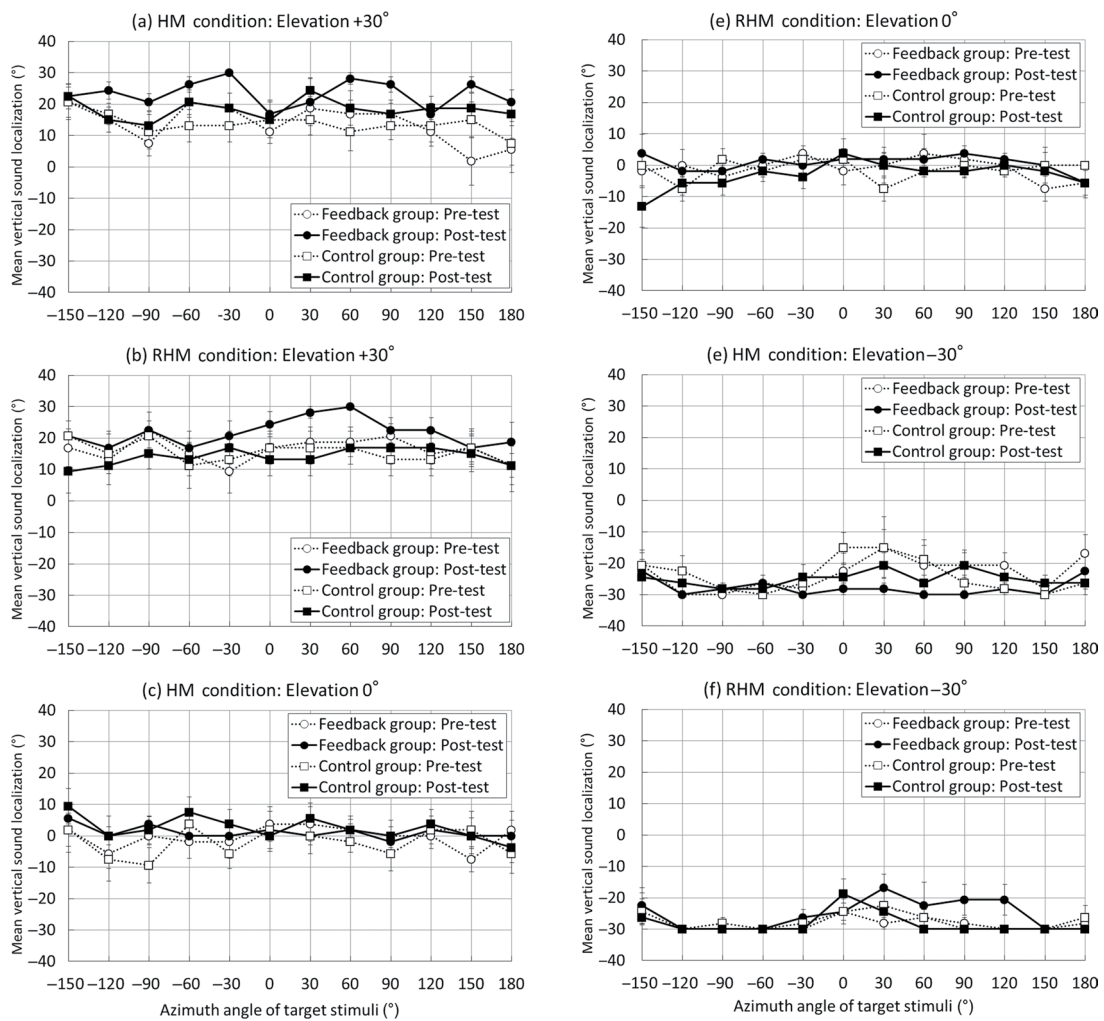 (a) HM condition: Elevation +30°
Mean vertical sound localization (°)
40
30
20
10
0
−10
−20
−30
−40
Feedback group: Pre-test
Feedback group: Post-test
Control group: Pre-test
Control group: Post-test
−150 −120 −90 −60 -30 0 30 60 90 120 150 180
(b) RHM condition: Elevation +30°
Mean vertical sound localization (°)
40
30
20
10
0
−10
−20
−30
−40
Feedback group: Pre-test
Feedback group: Post-test
Control group: Pre-test
Control group: Post-test
−150 −120 −90 −60 -30 0 30 60 90 120 150 180
(c) HM condition: Elevation 0°
Mean vertical sound localization (°)
40
30
20
10
0
−10
−20
−30
−40
Feedback group: Pre-test
Feedback group: Post-test
Control group: Pre-test
Control group: Post-test
−150 −120 −90 −60 -30 0 30 60 90 120 150 180
Azimuth angle of target stimuli (°)
(e) RHM condition: Elevation 0°
Mean vertical sound localization (°)
40
30
20
10
0
−10
−20
−30
−40
Feedback group: Pre-test
Feedback group: Post-test
Control group: Pre-test
Control group: Post-test
−150 −120 −90 −60 -30 0 30 60 90 120 150 180
(e) HM condition: Elevation−30°
Mean vertical sound localization (°)
40
30
20
10
0
−10
−20
−30
−40
Feedback group: Pre-test
Feedback group: Post-test
Control group: Pre-test
Control group: Post-test
−150 −120 −90 −60 -30 0 30 60 90 120 150 180
(f) RHM condition: Elevation−30°
Mean vertical sound localization (°)
40
30
20
10
0
−10
−20
−30
−40
Feedback group: Pre-test
Feedback group: Post-test
Control group: Pre-test
Control group: Post-test
−150 −120 −90 −60 -30 0 30 60 90 120 150 180
Azimuth angle of target stimuli (°)